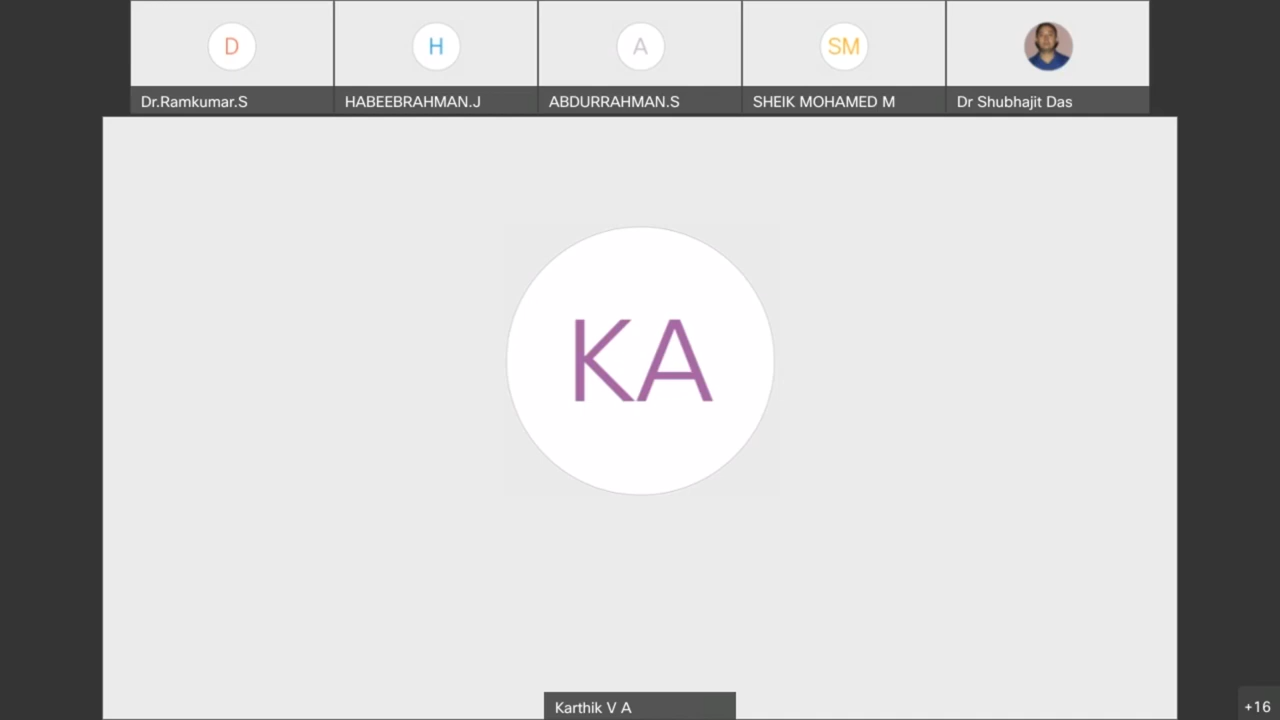 D
H
A
SM
Dr.Ramkumar.S
HABEEBRAHMAN.J
ABDURRAHMAN.S
SHEIK MOHAMED M
Dr Shubhajit Das
KA
Karthik V A
+16